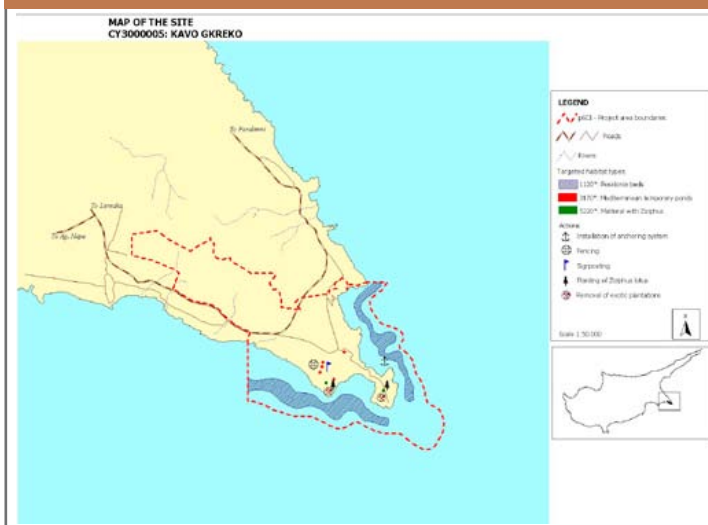 MAP OF THE SITE
CY3000005: KAVO GKREKO
To Paralimni
To Larnaka
To Ag. Napa
LEGEND
pSCI - Project area boundaries
Roads
Rivers
Targeted habitat types
1120*: Posidonia beds
3170*: Mediterranean temporary ponds
5220*: Matorral with Ziziphus
Actions
Installation of anchoring system
Fencing
Signposting
Planting of Ziziphus lotus
Removal of exotic plantations
Scale 1:50.000